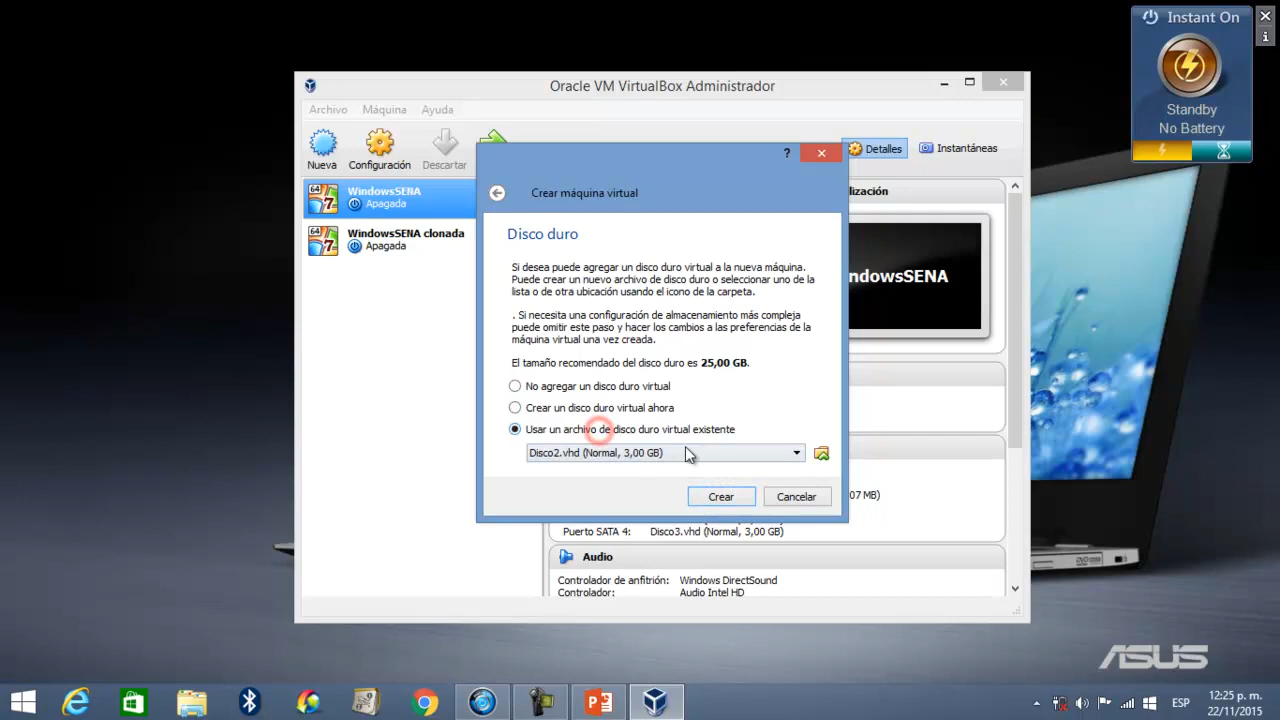 Instant On
Standby
No Battery
Oracle VM VirtualBox Administrador
Archivo Máquina Ayuda
Nueva Configuración Descartar
Detalles Instantáneas
64
7
WindowsSENA
Apagada
64
7
WindowsSENA clonada
Apagada
lización
ndowsSENA
?
Crear máquina virtual
Disco duro
Si desea puede agregar un disco duro virtual a la nueva máquina.
Puede crear un nuevo archivo de disco duro o seleccionar uno de la
lista o de otra ubicación usando el icono de la carpeta.
. Si necesita una configuración de almacenamiento más compleja
puede omitir este paso y hacer los cambios a las preferencias de la
máquina virtual una vez creada.
El tamaño recomendado del disco duro es 25,00 GB.
No agregar un disco duro virtual
Crear un disco duro virtual ahora
Usar un archivo de disco duro virtual existente
Disco2.vhd (Normal, 3,00 GB)
Crear Cancelar
07 MB)
Puerto SATA 4: Disco3.vhd (Normal, 3,00 GB)
Audio
Controlador de anfitrión: Windows DirectSound
Controlador: Audio Intel HD
ASUS
ESP
12:25 p. m.
22/11/2015